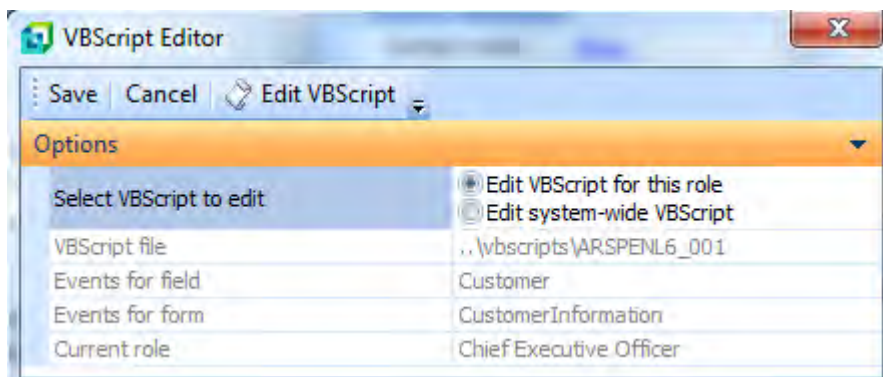 VBScript Editor
Save Cancel Edit VBScript
Options
Select VBScript to edit
Edit VBScript for this role
Edit system-wide VBScript
VBScript file ..\vbscripts\ARSPENL6_001
Events for field Customer
Events for form CustomerInformation
Current role Chief Executive Officer